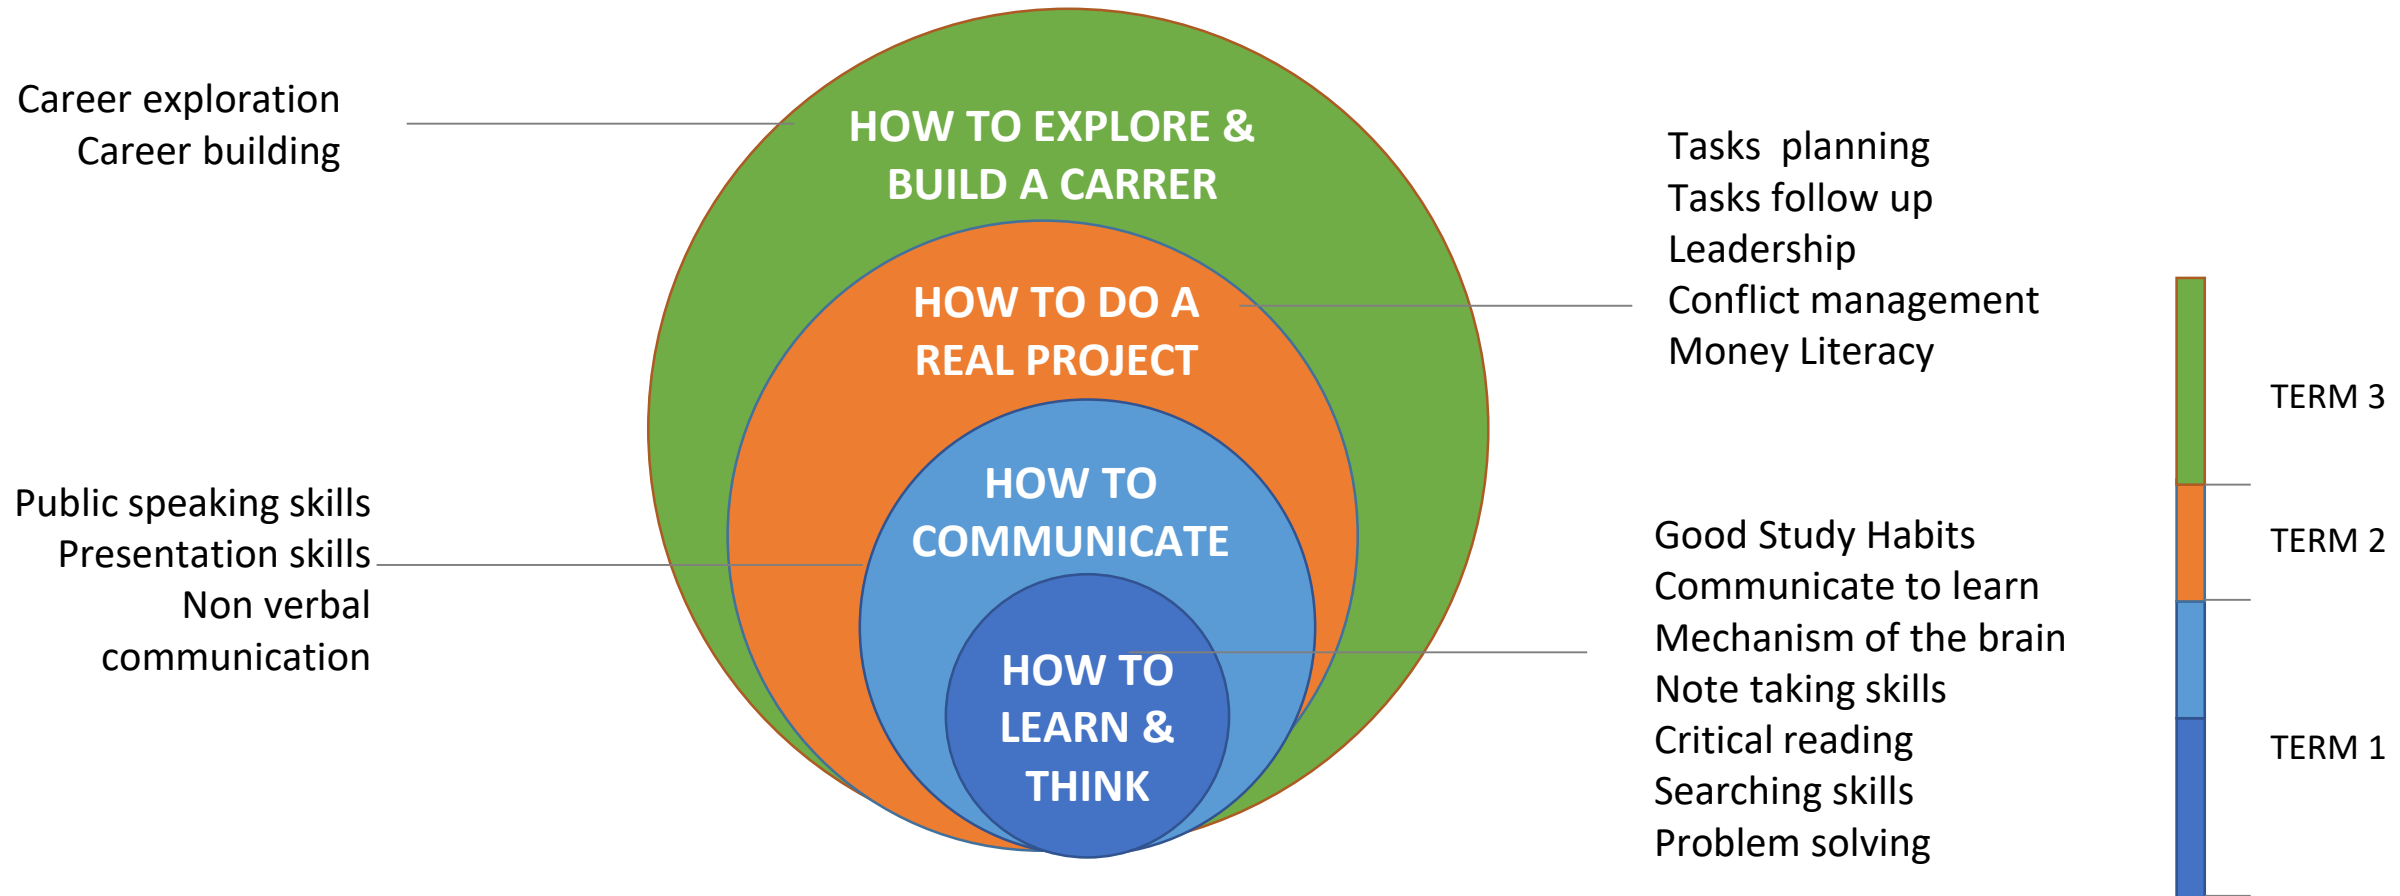 Career exploration
Career building
HOW TO EXPLORE &
BUILD A CARRER
Tasks  planning
Tasks follow up
Leadership
Conflict management
Money Literacy
HOW TO DO A
REAL PROJECT
TERM 3
Public speaking skills
Presentation skills
Non verbal
communication
HOW TO
COMMUNICATE
Good Study Habits
Communicate to learn
Mechanism of the brain
Note taking skills
Critical reading
Searching skills
Problem solving
TERM 2
HOW TO
LEARN &
THINK
TERM 1